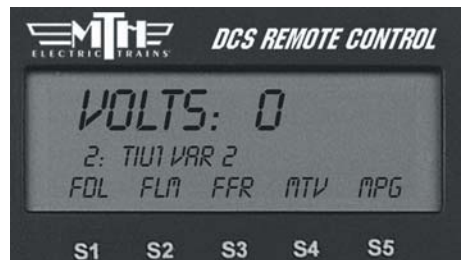 MTH DCS REMOTE CONTROL
ELECTRIC TRAINS
VOLTS: 0
2: TIU1 VAR 2
FDL FLM FFR MTV MPG
S1 S2 S3 S4 S5